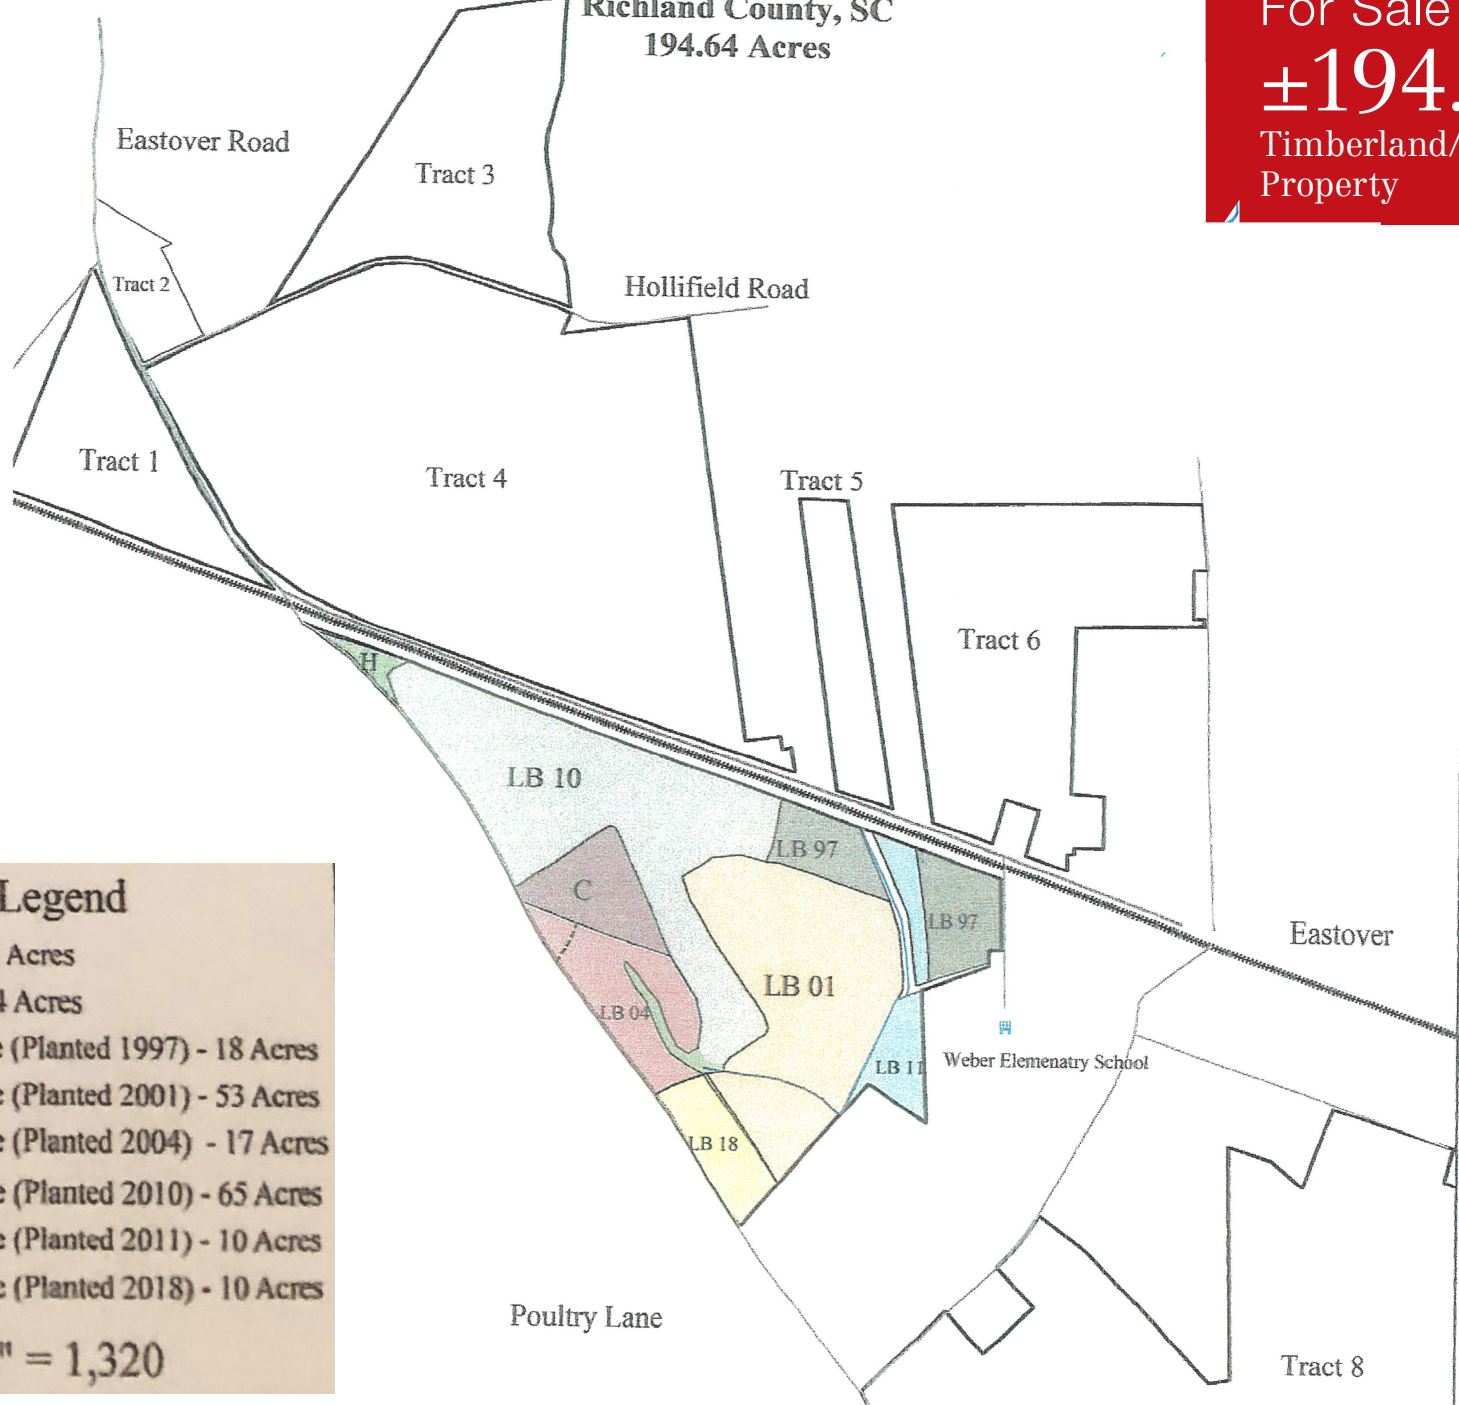 Richland County, SC
194.64 Acres
For Sale
±194.
Timberland/
Property
Eastover Road
Tract 3
Tract 2
Hollifield Road
Tract 1
Tract 4
Tract 5
Tract 6
H
LB 10
LB 97
C
LB 97
Eastover
LB 01
LB 04
LB 11
Weber Elemenatry School
LB 18
Poultry Lane
Tract 8
Legend
Acres
4 Acres
e (Planted 1997) - 18 Acres
e (Planted 2001) - 53 Acres
e (Planted 2004) - 17 Acres
e (Planted 2010) - 65 Acres
e (Planted 2011) - 10 Acres
e (Planted 2018) - 10 Acres
" = 1,320